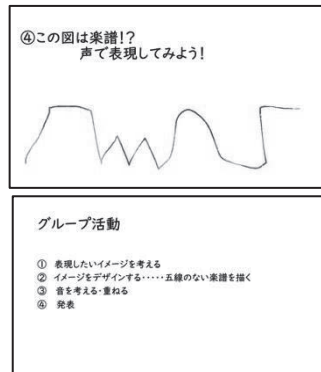 ④この図は楽譜!?
声で表現してみよう!
グループ活動
① 表現したいイメージを考える
② イメージをデザインする・・・・・五線のない楽譜を描く
③ 音を考える・重ねる
④ 発表